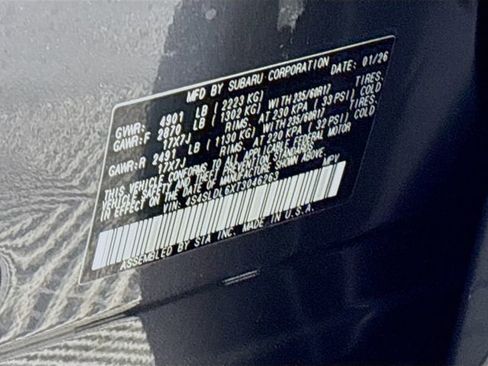 MFD BY SUBARU CORPORATION DATE: 01/26
GVWR: 4901 LB (2223 KG)
GAWR:F 2870 LB (1302 KG) WITH 235/60R17 TIRES.
17X7J RIMS. AT 230 KPA (33 PSI) COLD
GAWR:R 2491 LB (1130 KG) WITH 235/60R17 TIRES.
17X7J RIMS. AT 220 KPA (32 PSI) COLD
THIS VEHICLE CONFORMS TO ALL APPLICABLE FEDERAL MOTOR
VEHICLE SAFETY AND THEFT PREVENTION STANDARDS
IN EFFECT ON THE DATE OF MANUFACTURE SHOWN ABOVE.
VIN: MPV
ASSEMBLED BY SIA INC. MADE IN U.S.A.